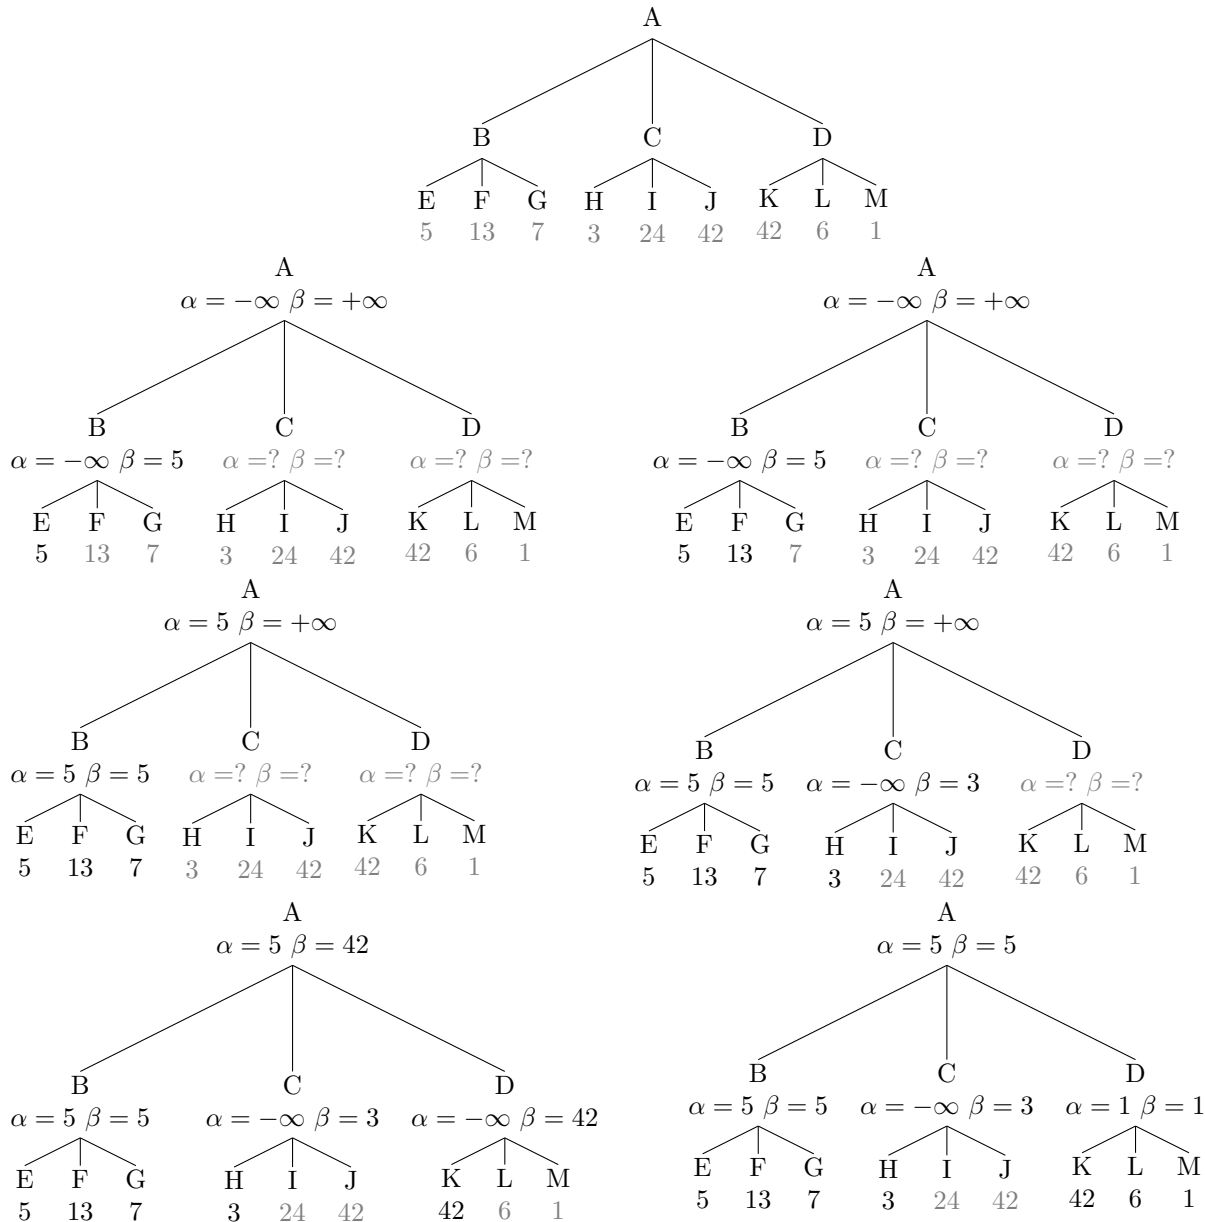 A
B C D
E F G H I J K L M
5 13 7 3 24 42 42 6 1
A
α = −∞ β = +∞
B C D
α = −∞ β = 5 α =? β =? α =? β =?
E F G H I J K L M
5 13 7 3 24 42 42 6 1
A
α = −∞ β = +∞
B C D
α = −∞ β = 5 α =? β =? α =? β =?
E F G H I J K L M
5 13 7 3 24 42 42 6 1
A
α = 5 β = +∞
B C D
α = 5 β = 5 α =? β =? α =? β =?
E F G H I J K L M
5 13 7 3 24 42 42 6 1
A
α = 5 β = +∞
B C D
α = 5 β = 5 α = −∞ β = 3 α =? β =?
E F G H I J K L M
5 13 7 3 24 42 42 6 1
A
α = 5 β = 42
B C D
α = 5 β = 5 α = −∞ β = 3 α = −∞ β = 42
E F G H I J K L M
5 13 7 3 24 42 42 6 1
A
α = 5 β = 5
B C D
α = 5 β = 5 α = −∞ β = 3 α = 1 β = 1
E F G H I J K L M
5 13 7 3 24 42 42 6 1